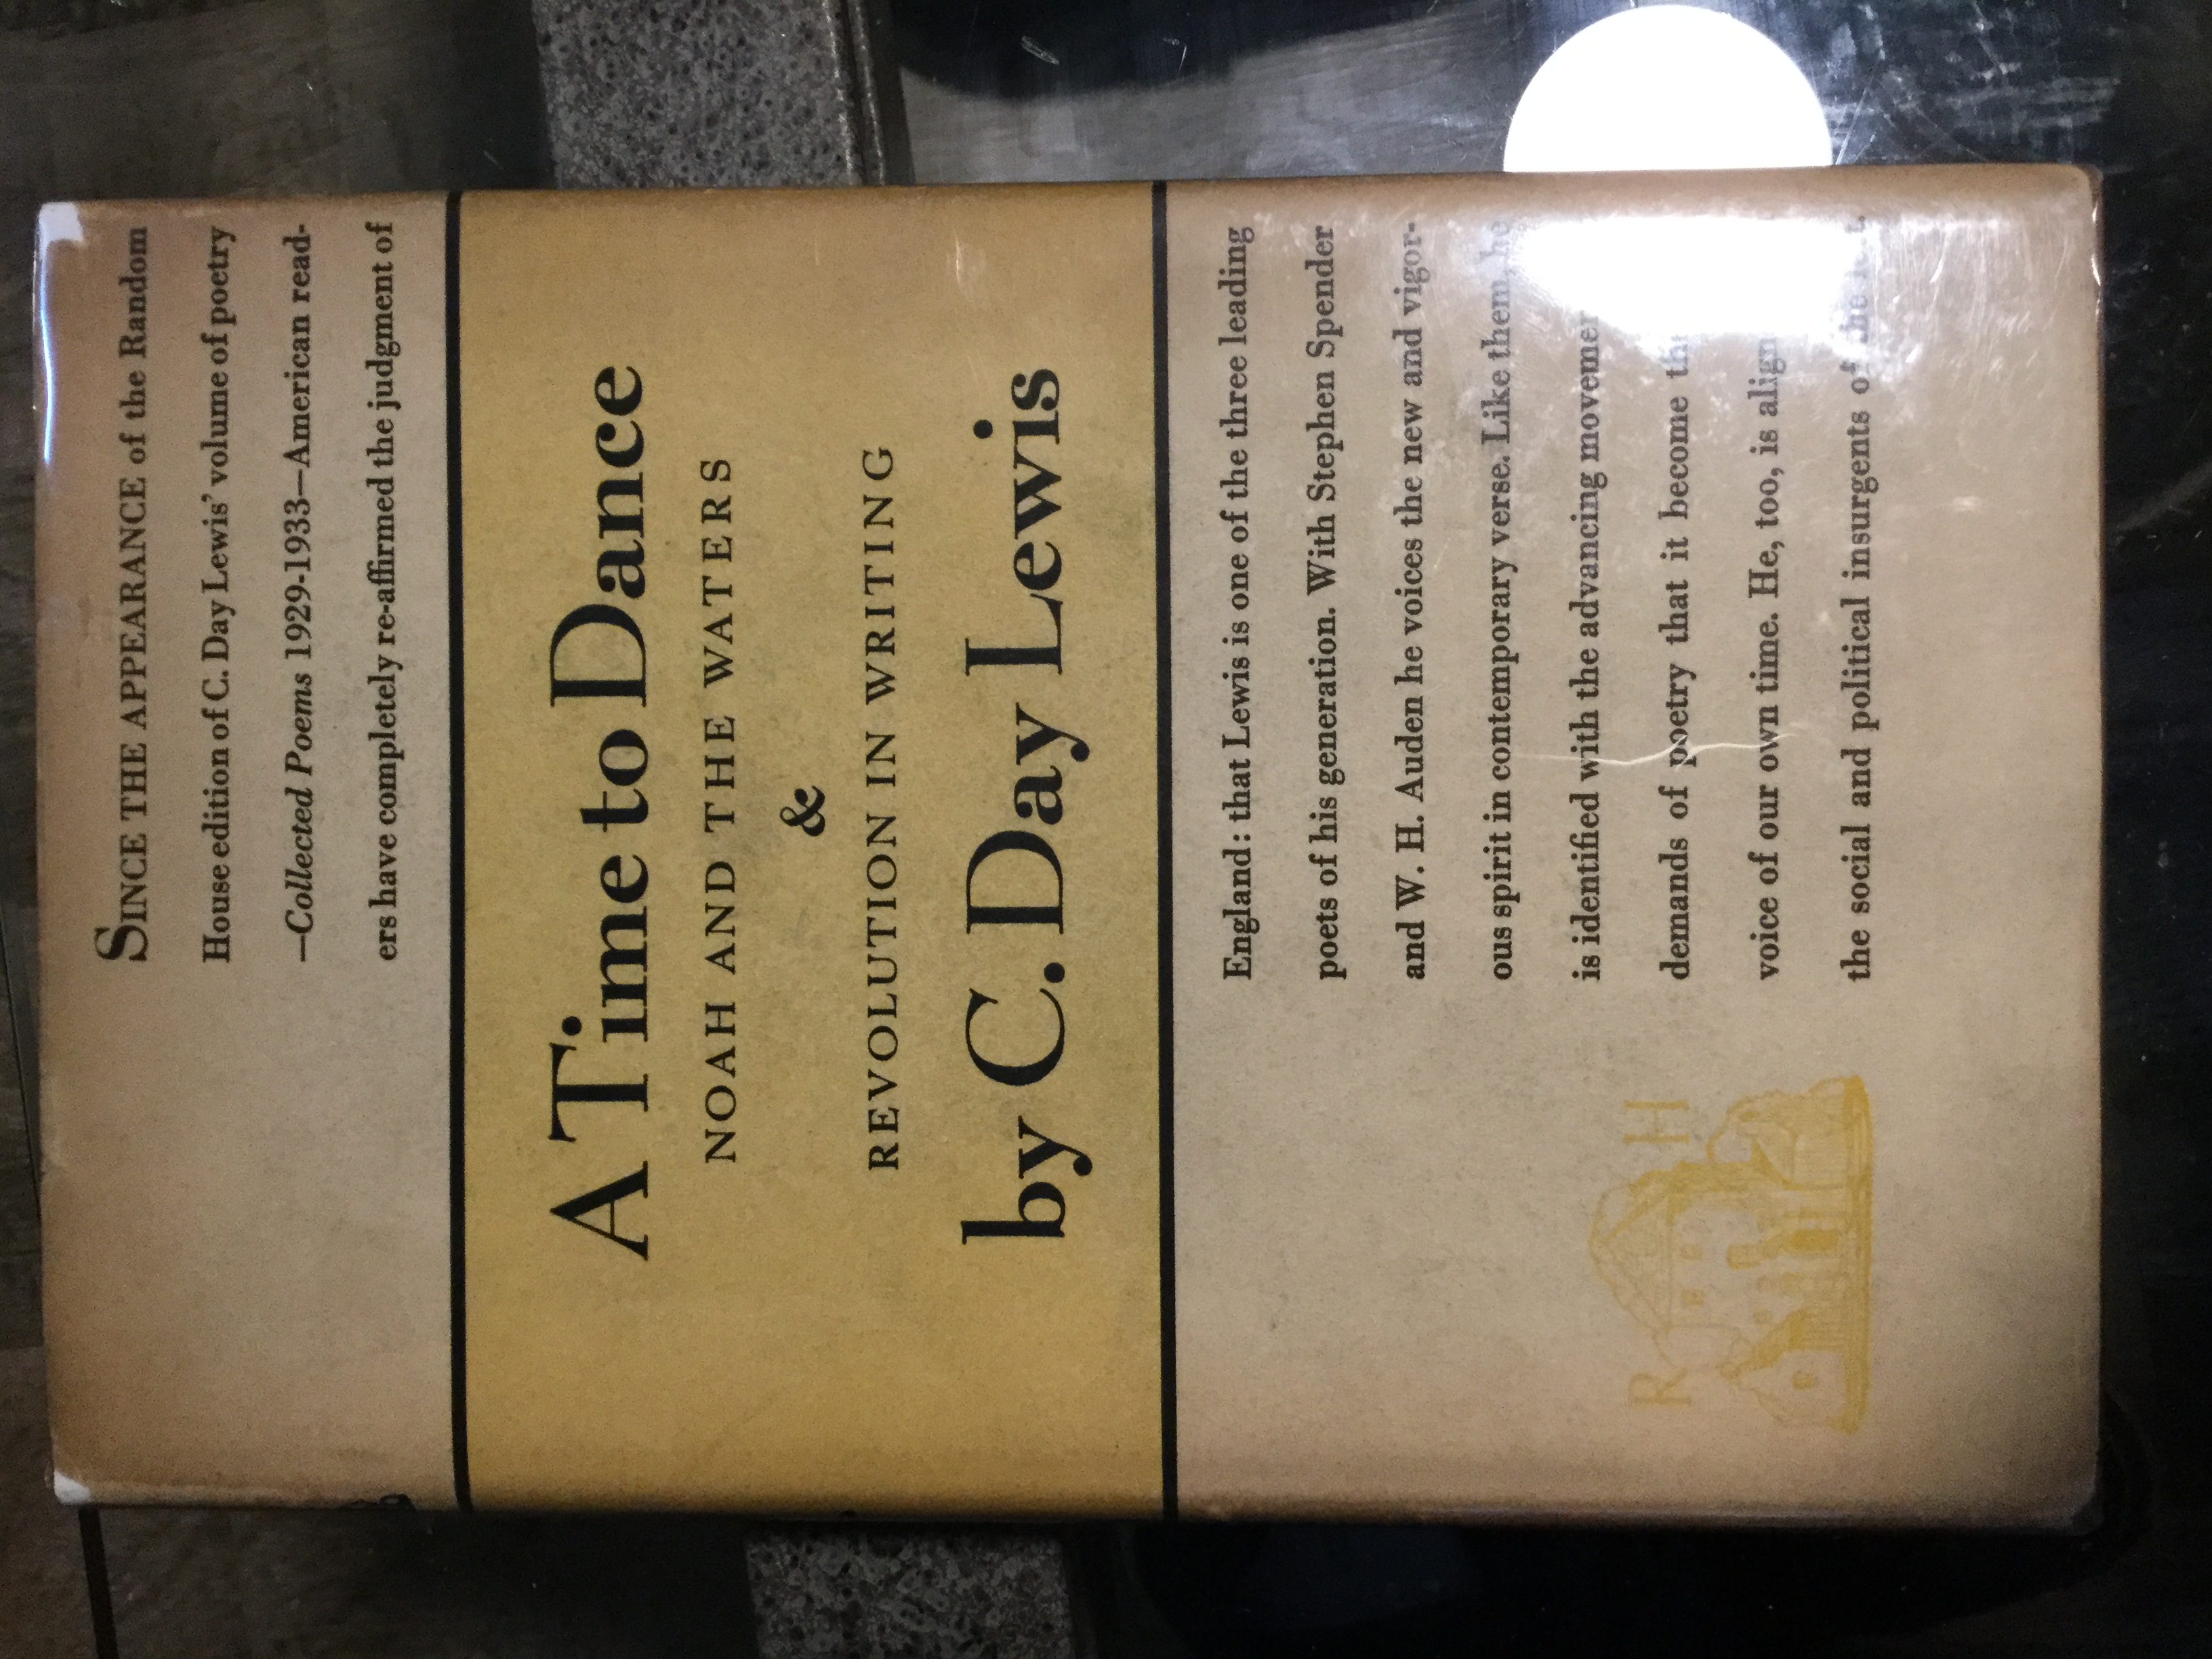 SINCE THE APPEARANCE of the Random
House edition of C. Day Lewis' volume of poetry
—Collected Poems 1929-1933—American read-
ers have completely re-affirmed the judgment of
A Time to Dance
NOAH AND THE WATERS
&
REVOLUTION IN WRITING
by C. Day Lewis
England: that Lewis is one of the three leading
poets of his generation. With Stephen Spender
and W. H. Auden he voices the new and vigor-
ous spirit in contemporary verse. Like them, he
is identified with the advancing
demands of poetry that it become
voice of our own time. He, too, is
the social and political insurgents of
R H